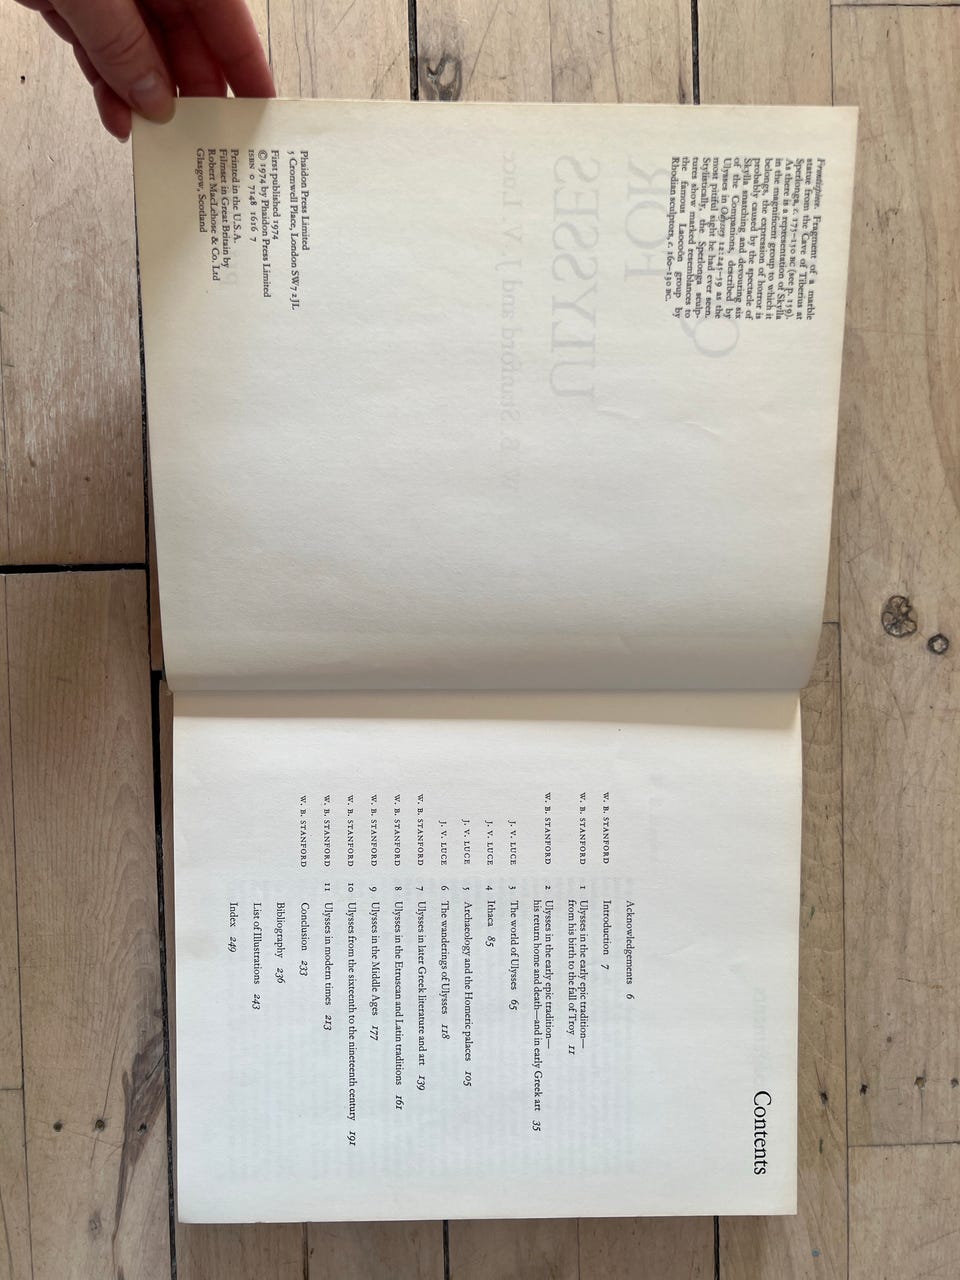 Frontispiece. Fragment of a marble
statue from the Cave of Tiberius at
Sperlonga, c. 175–150 BC (see p. 159).
As there is a representation of Skylla
in the magnificent group to which it
belongs, the expression of horror is
probably caused by the spectacle of
Skylla snatching and devouring six
of the Companions, described by
Ulysses in Odyssey 12:245–59 as the
most pitiful sight he had ever seen.
Stylistically, the Sperlonga sculp-
tures show marked resemblances to
the famous Laocoön group by
Rhodian sculptors, c. 160–130 BC.
Phaidon Press Limited
5 Cromwell Place, London SW7 2JL
First published 1974
© 1974 by Phaidon Press Limited
ISBN 0 7148 1616 7
Printed in the U.S.A.
Filmset in Great Britain by
Robert MacLehose & Co. Ltd
Glasgow, Scotland
Contents
Acknowledgements 6
W. B. STANFORD Introduction 7
W. B. STANFORD 1 Ulysses in the early epic tradition—
from his birth to the fall of Troy 11
W. B. STANFORD 2 Ulysses in the early epic tradition—
his return home and death—and in early Greek art 35
J. V. LUCE 3 The world of Ulysses 65
J. V. LUCE 4 Ithaca 85
J. V. LUCE 5 Archaeology and the Homeric palaces 105
J. V. LUCE 6 The wanderings of Ulysses 118
W. B. STANFORD 7 Ulysses in later Greek literature and art 139
W. B. STANFORD 8 Ulysses in the Etruscan and Latin traditions 161
W. B. STANFORD 9 Ulysses in the Middle Ages 177
W. B. STANFORD 10 Ulysses from the sixteenth to the nineteenth century 191
W. B. STANFORD 11 Ulysses in modern times 213
W. B. STANFORD Conclusion 233
Bibliography 236
List of Illustrations 243
Index 249